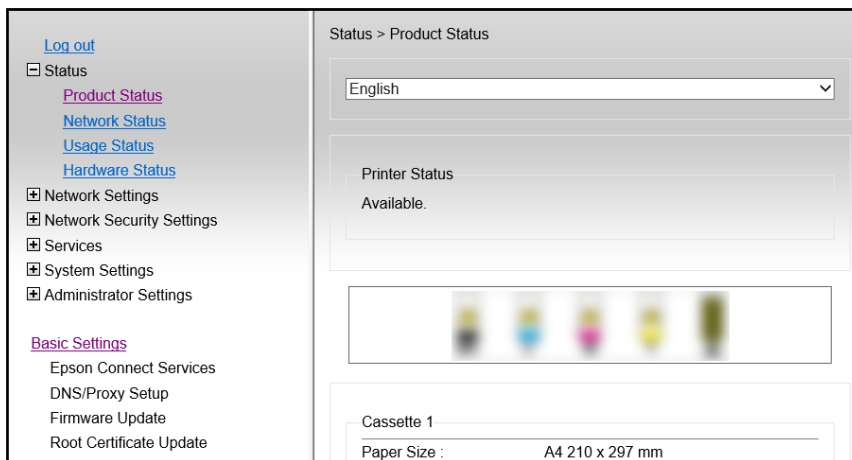 Log out
Status
Product Status
Network Status
Usage Status
Hardware Status
Network Settings
Network Security Settings
Services
System Settings
Administrator Settings
Basic Settings
Epson Connect Services
DNS/Proxy Setup
Firmware Update
Root Certificate Update
Status > Product Status
English
Printer Status
Available.
Cassette 1
Paper Size : A4 210 x 297 mm